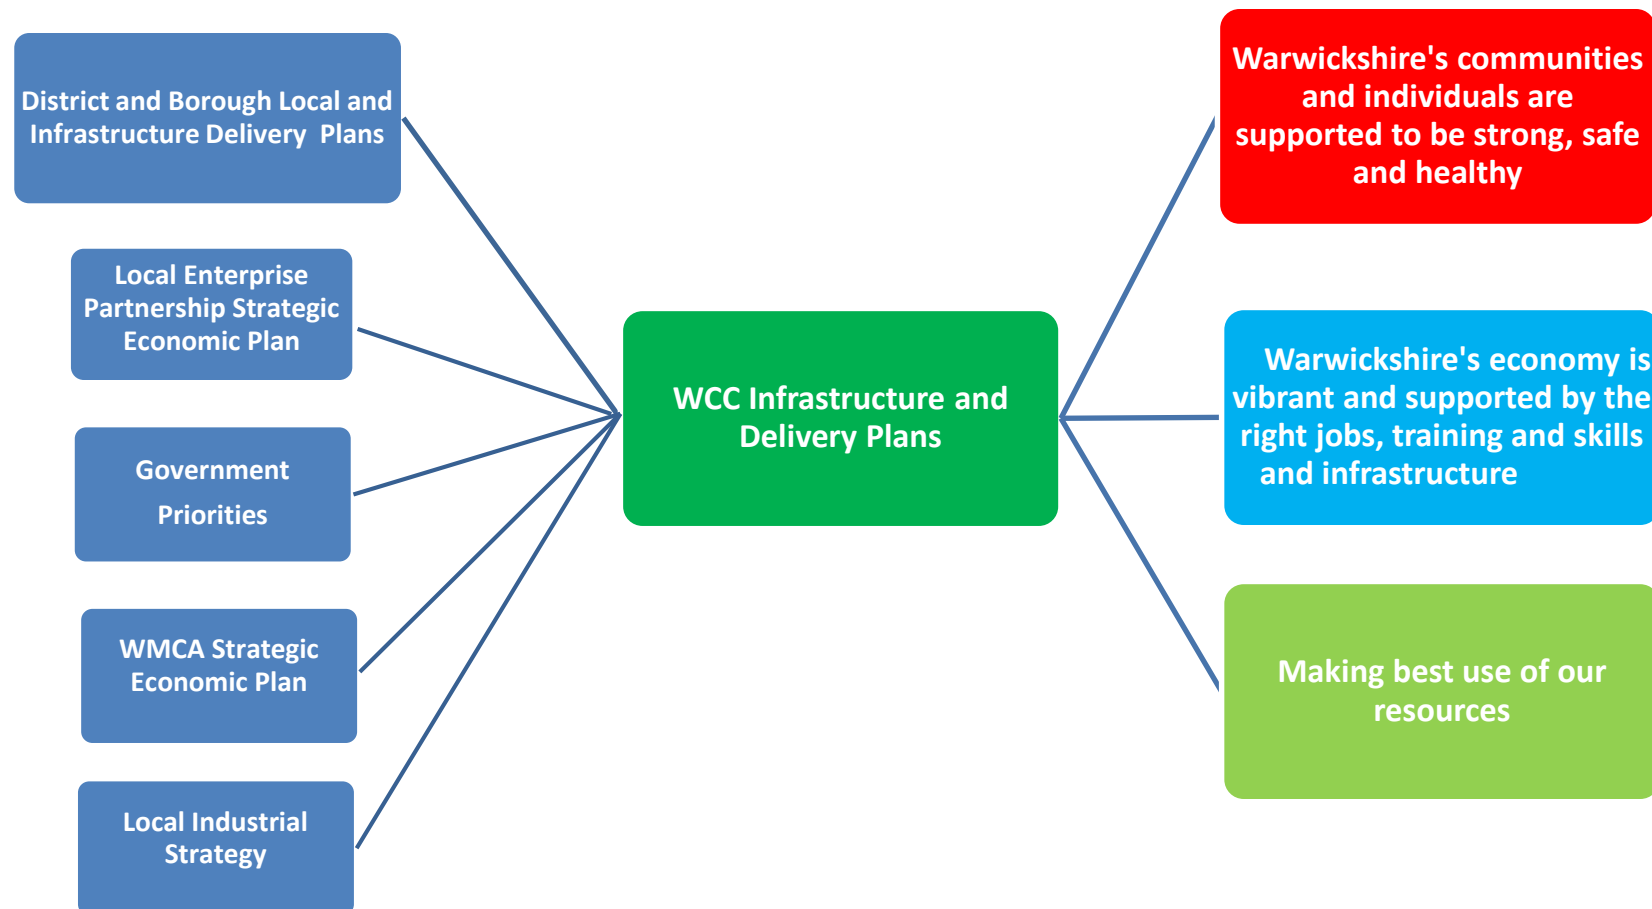 District and Borough Local and
Infrastructure Delivery Plans
Local Enterprise
Partnership Strategic
Economic Plan
Government
Priorities
WMCA Strategic
Economic Plan
Local Industrial
Strategy
WCC Infrastructure and
Delivery Plans
Warwickshire's communities
and individuals are
supported to be strong, safe
and healthy
Warwickshire's economy is
vibrant and supported by the
right jobs, training and skills
and infrastructure
Making best use of our
resources